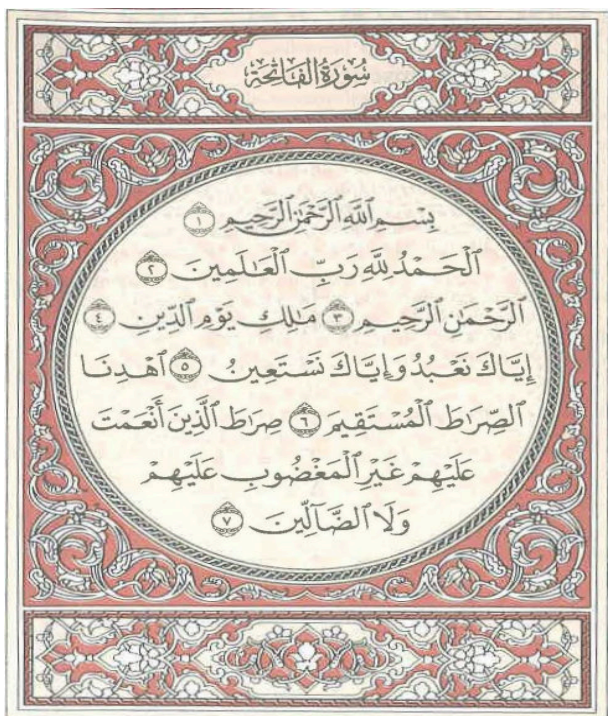 سُورَةُ الفَاتِحَة
بِسْمِ ٱللَّهِ ٱلرَّحْمَٰنِ ٱلرَّحِيمِ ١
ٱلْحَمْدُ لِلَّهِ رَبِّ ٱلْعَٰلَمِينَ ٢
ٱلرَّحْمَٰنِ ٱلرَّحِيمِ ٣ مَٰلِكِ يَوْمِ ٱلدِّينِ ٤
إِيَّاكَ نَعْبُدُ وَإِيَّاكَ نَسْتَعِينُ ٥ ٱهْدِنَا
ٱلصِّرَٰطَ ٱلْمُسْتَقِيمَ ٦ صِرَٰطَ ٱلَّذِينَ أَنْعَمْتَ
عَلَيْهِمْ غَيْرِ ٱلْمَغْضُوبِ عَلَيْهِمْ
وَلَا ٱلضَّآلِّينَ ٧